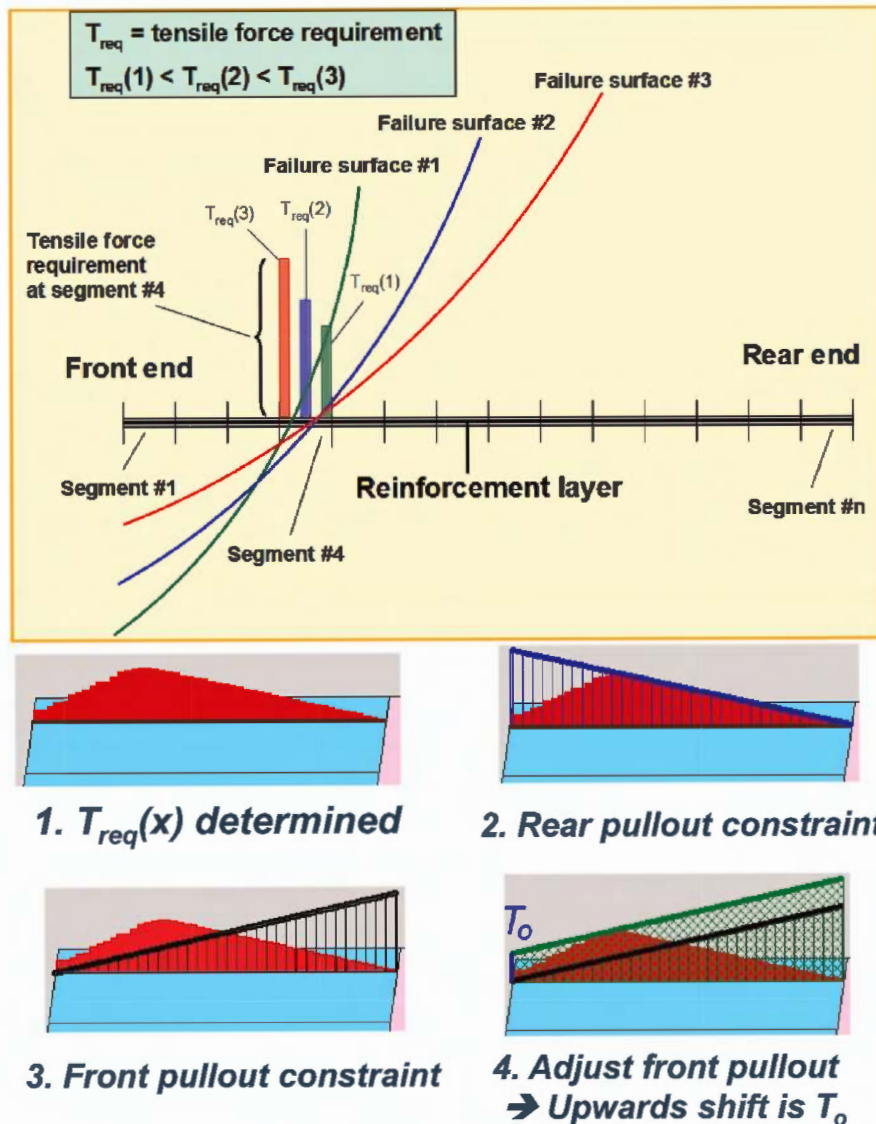 T_req = tensile force requirement
T_req(1) < T_req(2) < T_req(3)
Failure surface #3
Failure surface #2
Failure surface #1
T_req(3)
T_req(2)
T_req(1)
Tensile force
requirement
at segment #4
Front end
Rear end
Segment #1
Reinforcement layer
Segment #n
Segment #4
1. T_req(x) determined
2. Rear pullout constraint
3. Front pullout constraint
T_o
4. Adjust front pullout
→ Upwards shift is T_o